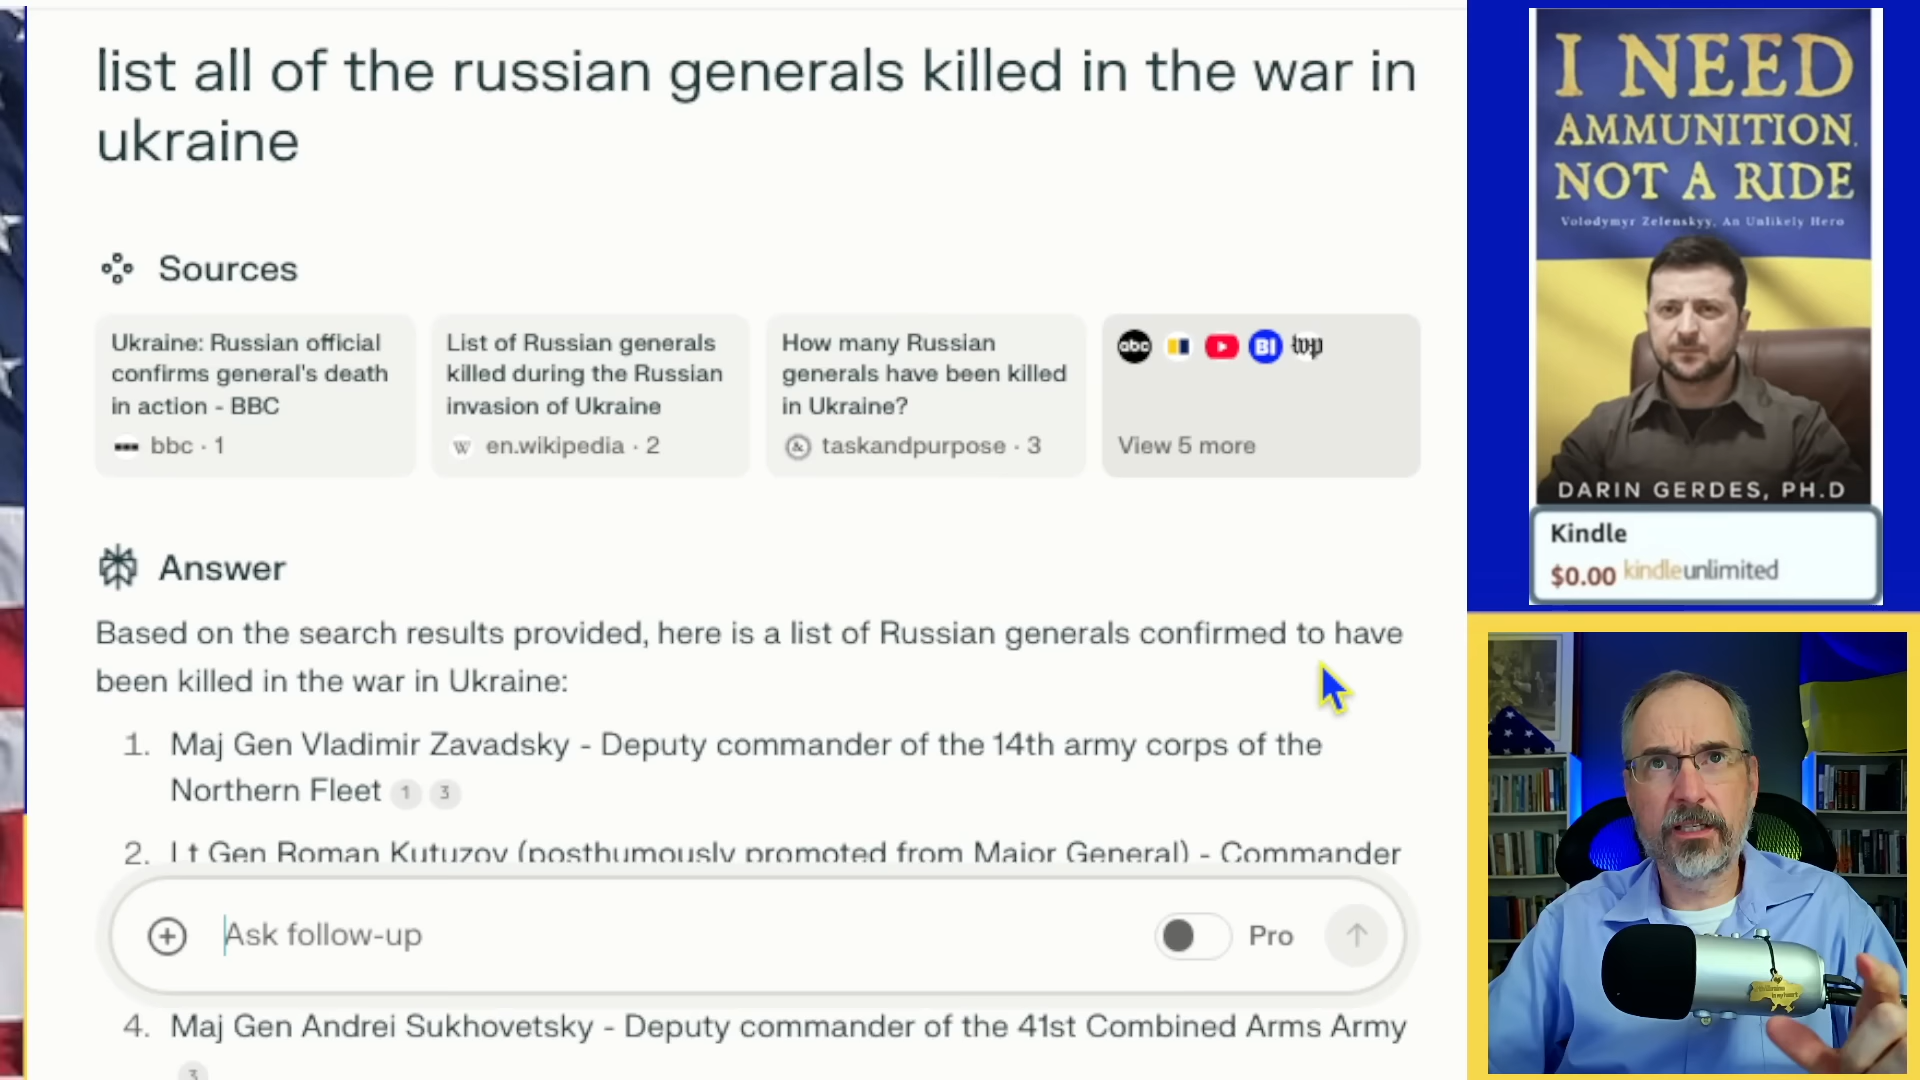 list all of the russian generals killed in the war in
ukraine
Sources
Ukraine: Russian official
confirms general's death
in action - BBC
bbc · 1
List of Russian generals
killed during the Russian
invasion of Ukraine
W en.wikipedia · 2
How many Russian
generals have been killed
in Ukraine?
& taskandpurpose · 3
abc BI wp
View 5 more
Answer
Based on the search results provided, here is a list of Russian generals confirmed to have
been killed in the war in Ukraine:
1. Maj Gen Vladimir Zavadsky - Deputy commander of the 14th army corps of the
Northern Fleet 1 3
2. Lt Gen Roman Kutuzov (posthumously promoted from Major General) - Commander
Ask follow-up
Pro
4. Maj Gen Andrei Sukhovetsky - Deputy commander of the 41st Combined Arms Army
3
I NEED
AMMUNITION,
NOT A RIDE
Volodymyr Zelenskyy, An Unlikely Hero
DARIN GERDES, PH.D
Kindle
$0.00 kindleunlimited